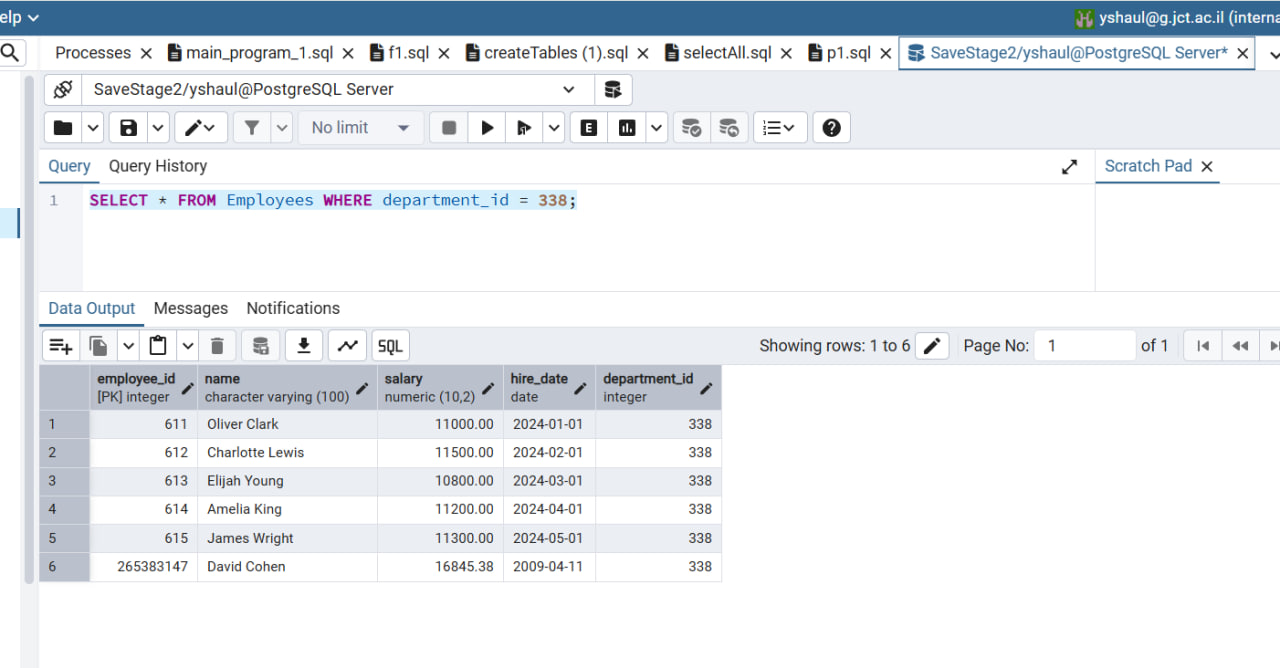 elp
yshaul@g.jct.ac.il (interna
Processes main_program_1.sql f1.sql createTables (1).sql selectAll.sql p1.sql SaveStage2/yshaul@PostgreSQL Server*
SaveStage2/yshaul@PostgreSQL Server
No limit E
Query Query History Scratch Pad
1 SELECT * FROM Employees WHERE department_id = 338;
Data Output Messages Notifications
SQL Showing rows: 1 to 6 Page No: 1 of 1
employee_id name salary hire_date department_id
[PK] integer character varying (100) numeric (10,2) date integer
1 611 Oliver Clark 11000.00 2024-01-01 338
2 612 Charlotte Lewis 11500.00 2024-02-01 338
3 613 Elijah Young 10800.00 2024-03-01 338
4 614 Amelia King 11200.00 2024-04-01 338
5 615 James Wright 11300.00 2024-05-01 338
6 265383147 David Cohen 16845.38 2009-04-11 338